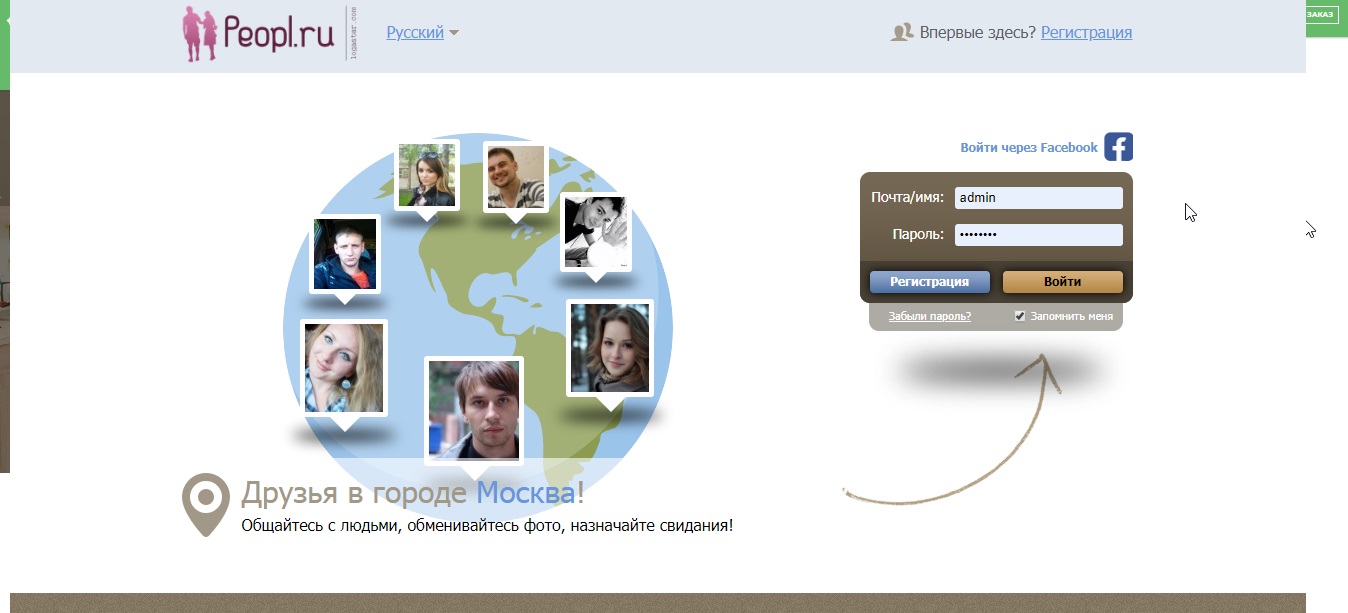 Peopl.ru
logaster.com
Русский
Впервые здесь? Регистрация
ЗАКАЗ
Войти через Facebook
Почта/имя: admin
Пароль: ••••••••
Регистрация Войти
Забыли пароль? Запомнить меня
Друзья в городе Москва!
Общайтесь с людьми, обменивайтесь фото, назначайте свидания!